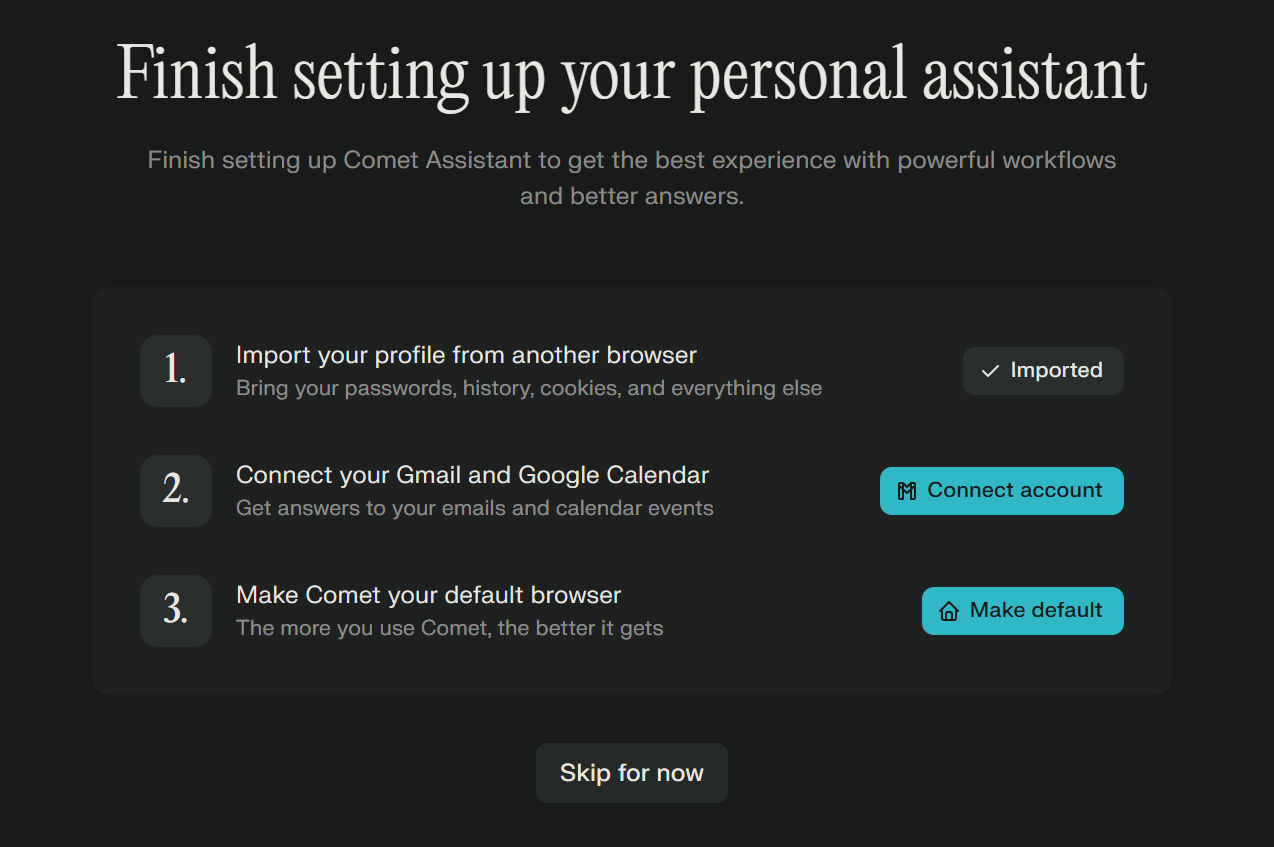 Finish setting up your personal assistant
Finish setting up Comet Assistant to get the best experience with powerful workflows
and better answers.
1.
Import your profile from another browser
Bring your passwords, history, cookies, and everything else
Imported
2.
Connect your Gmail and Google Calendar
Get answers to your emails and calendar events
Connect account
3.
Make Comet your default browser
The more you use Comet, the better it gets
Make default
Skip for now